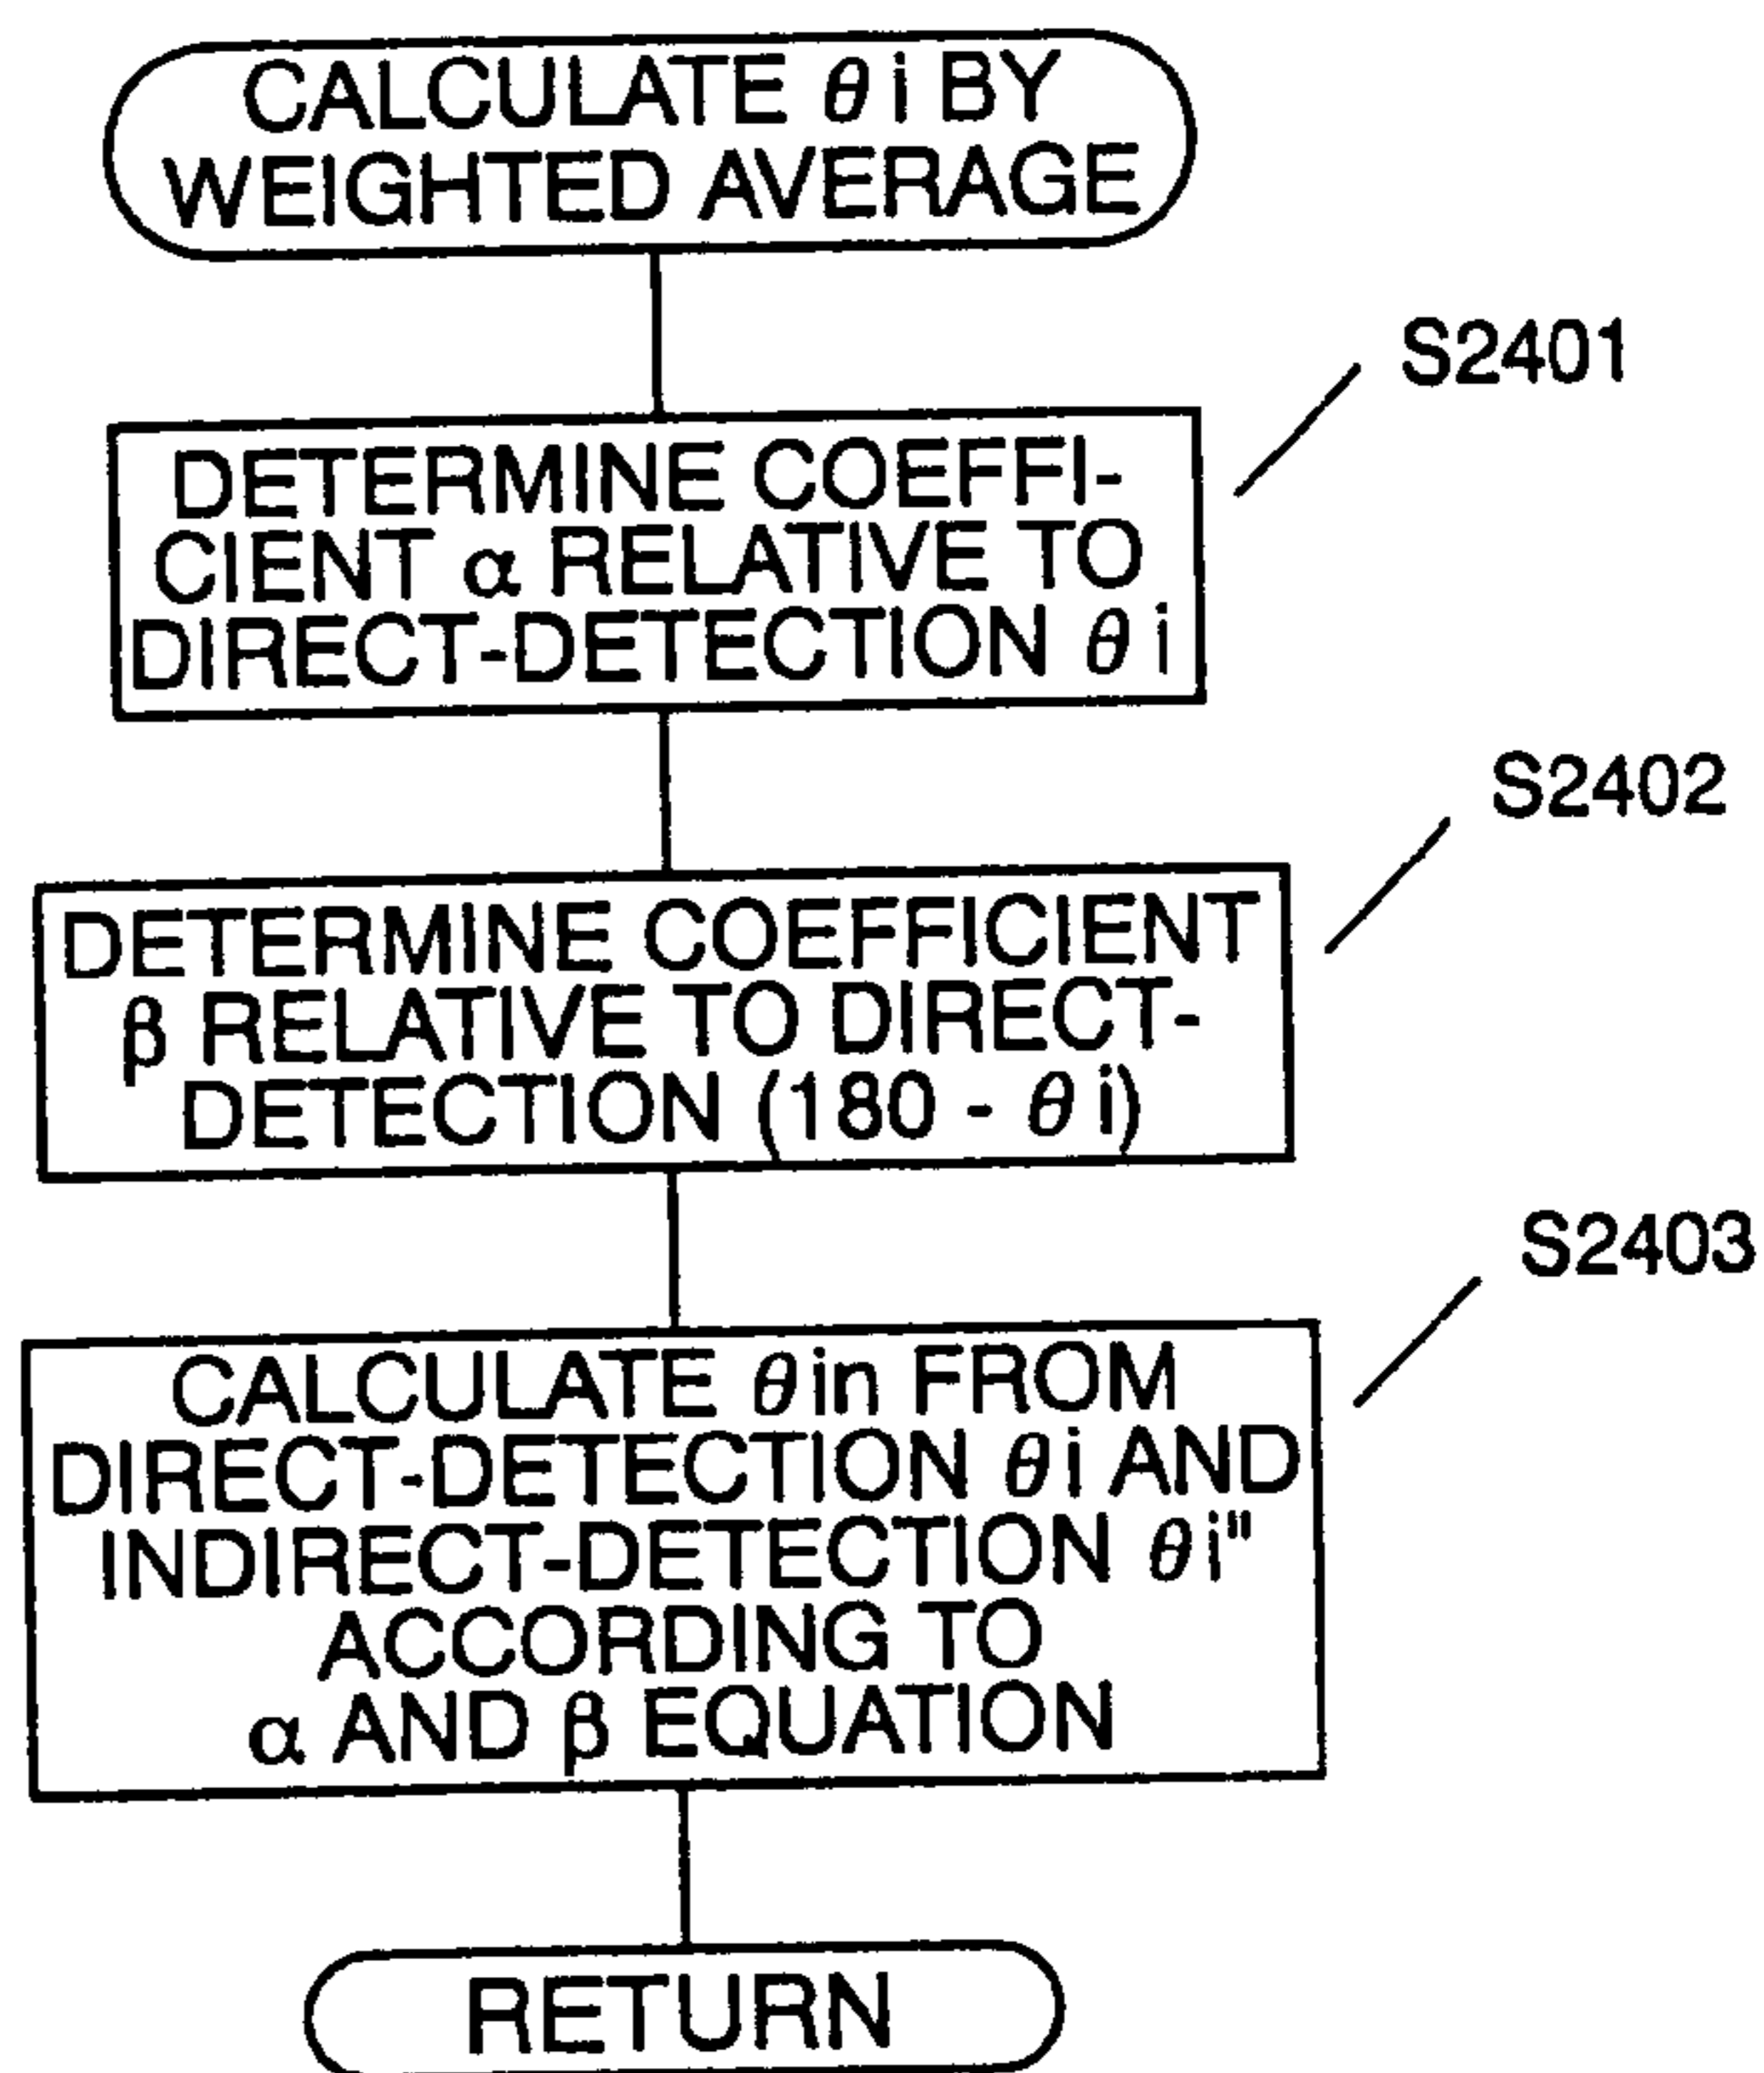 CALCULATE θi BY
WEIGHTED AVERAGE
S2401
DETERMINE COEFFI-
CIENT α RELATIVE TO
DIRECT-DETECTION θi
S2402
DETERMINE COEFFICIENT
β RELATIVE TO DIRECT-
DETECTION (180 - θi)
S2403
CALCULATE θin FROM
DIRECT-DETECTION θi AND
INDIRECT-DETECTION θi"
ACCORDING TO
α AND β EQUATION
RETURN